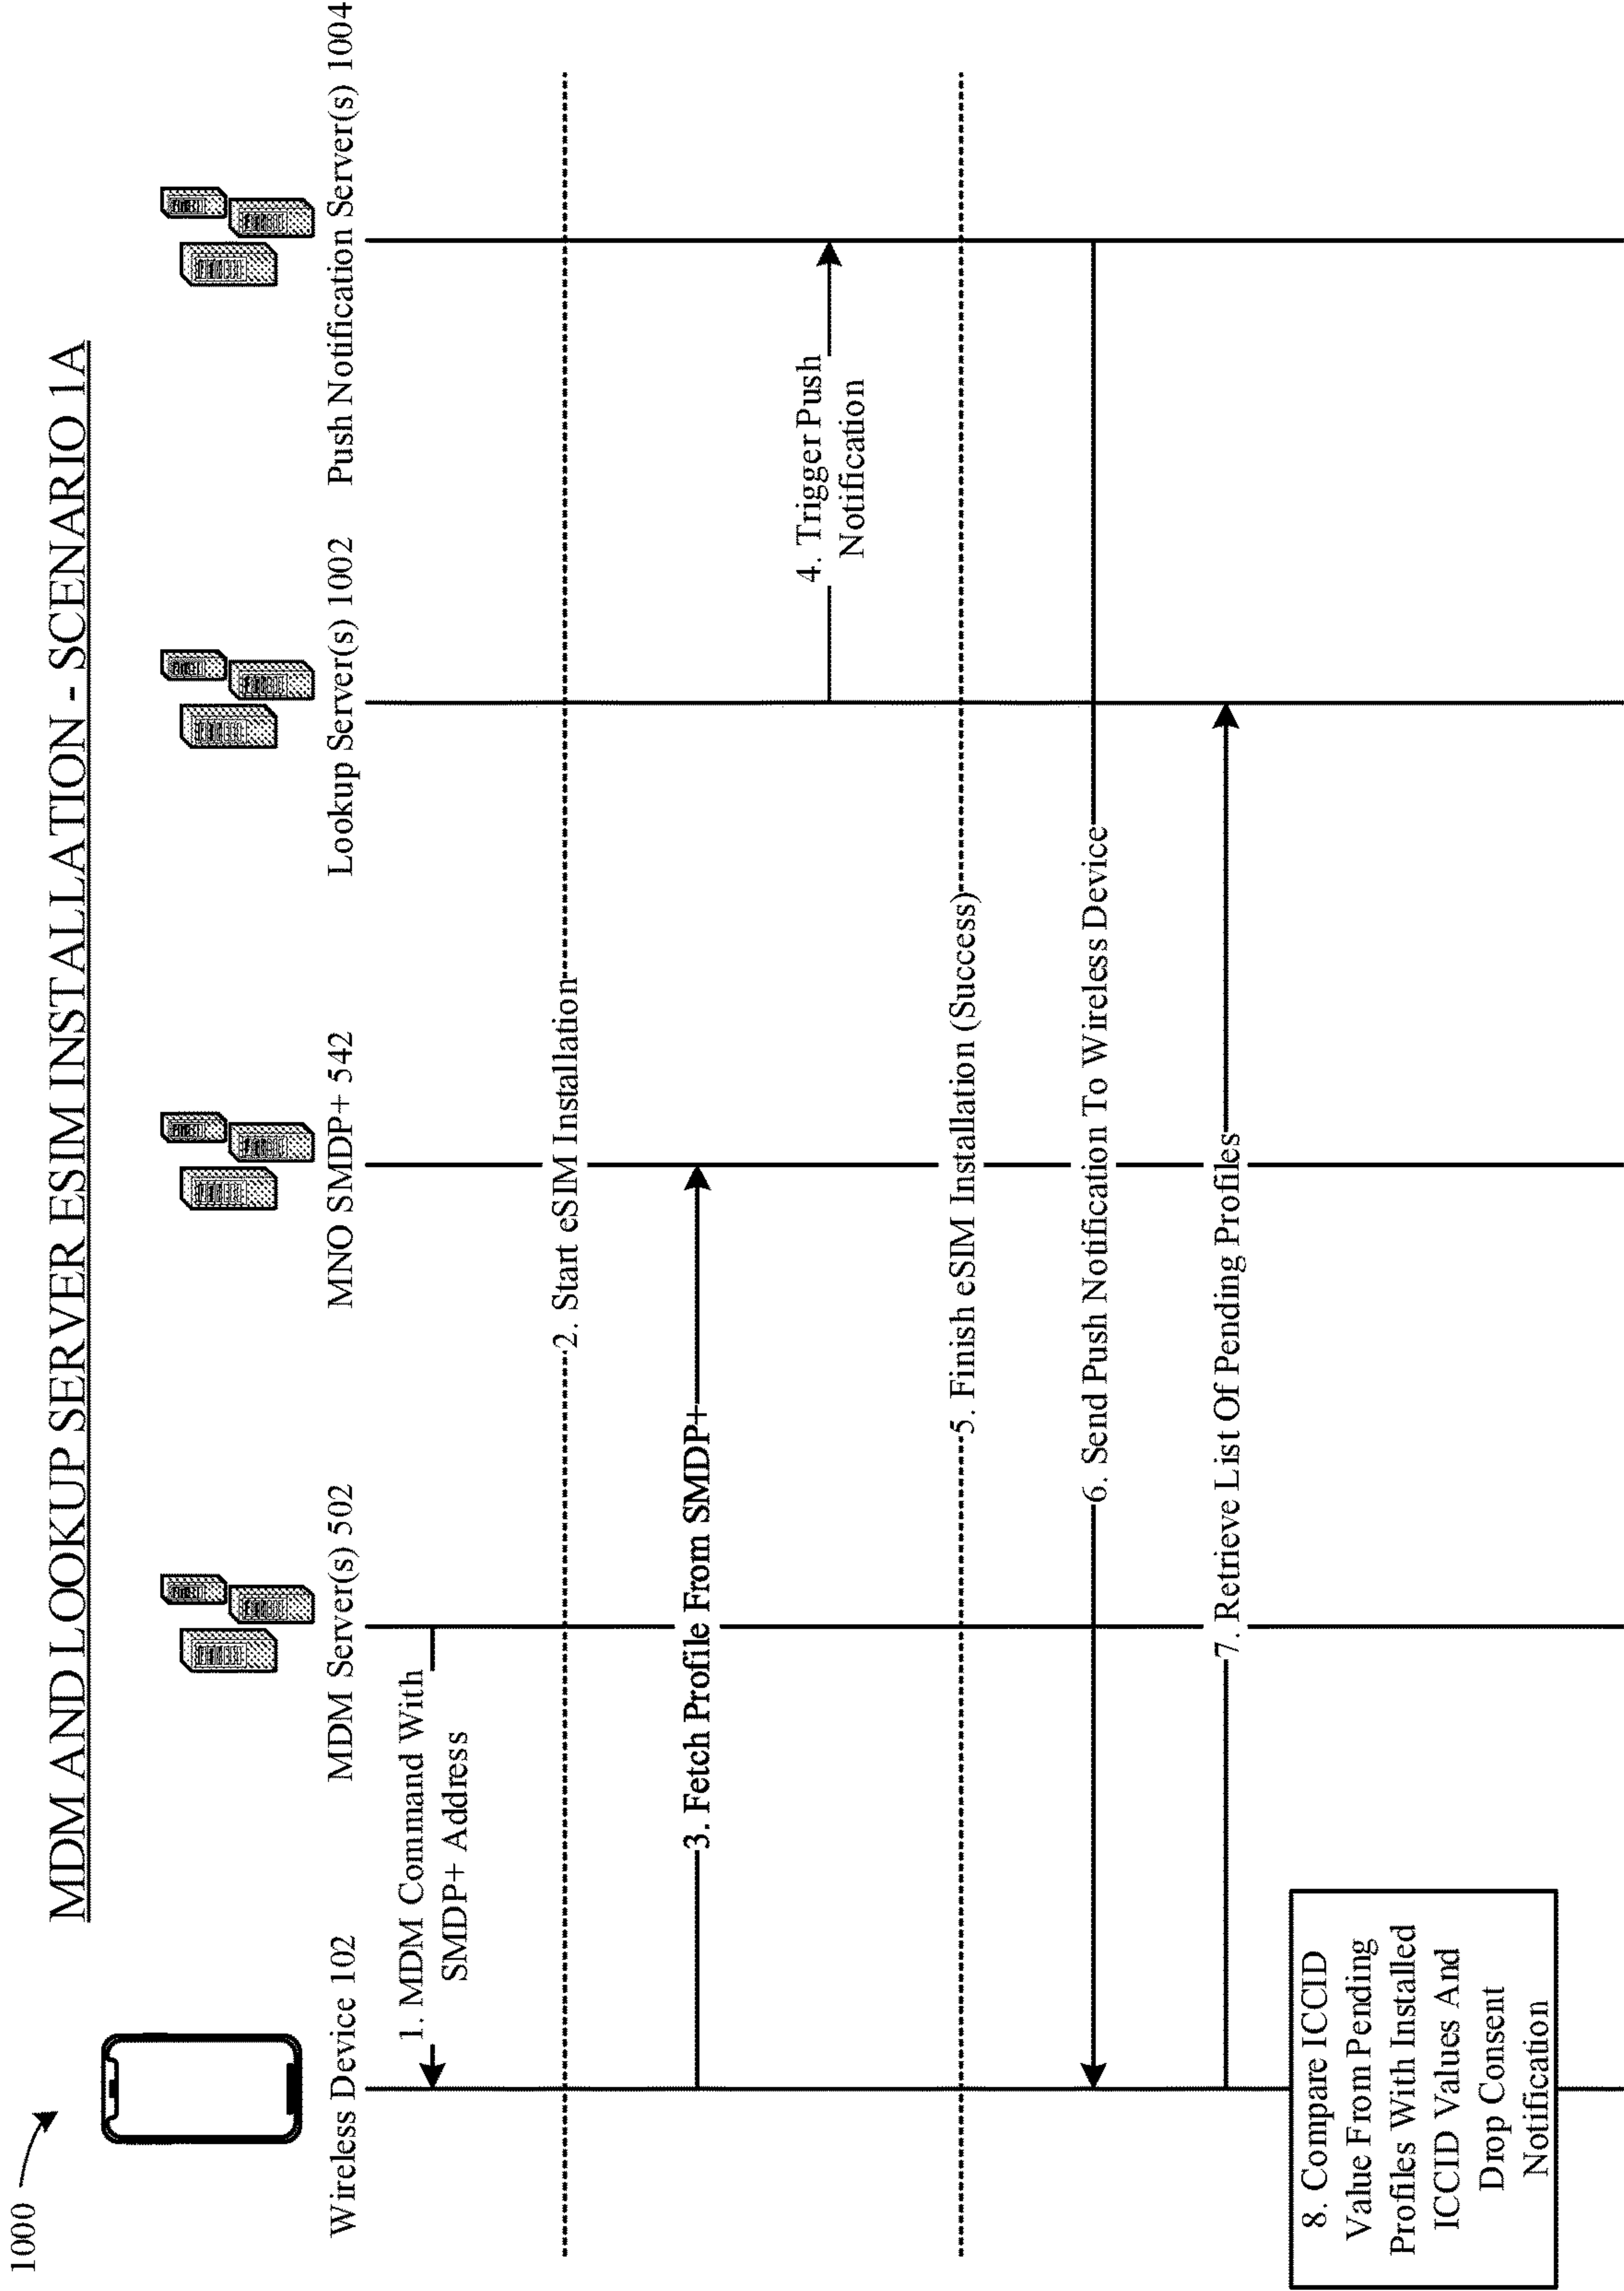 1000
MDM AND LOOKUP SERVER ESIM INSTALLATION - SCENARIO 1A
Wireless Device 102
MDM Server(s) 502
MNO SMDP+ 542
Lookup Server(s) 1002
Push Notification Server(s) 1004
1. MDM Command With
SMDP+ Address
2. Start eSIM Installation
3. Fetch Profile From SMDP+
4. Trigger Push
Notification
5. Finish eSIM Installation (Success)
6. Send Push Notification To Wireless Device
7. Retrieve List Of Pending Profiles
8. Compare ICCID
Value From Pending
Profiles With Installed
ICCID Values And
Drop Consent
Notification